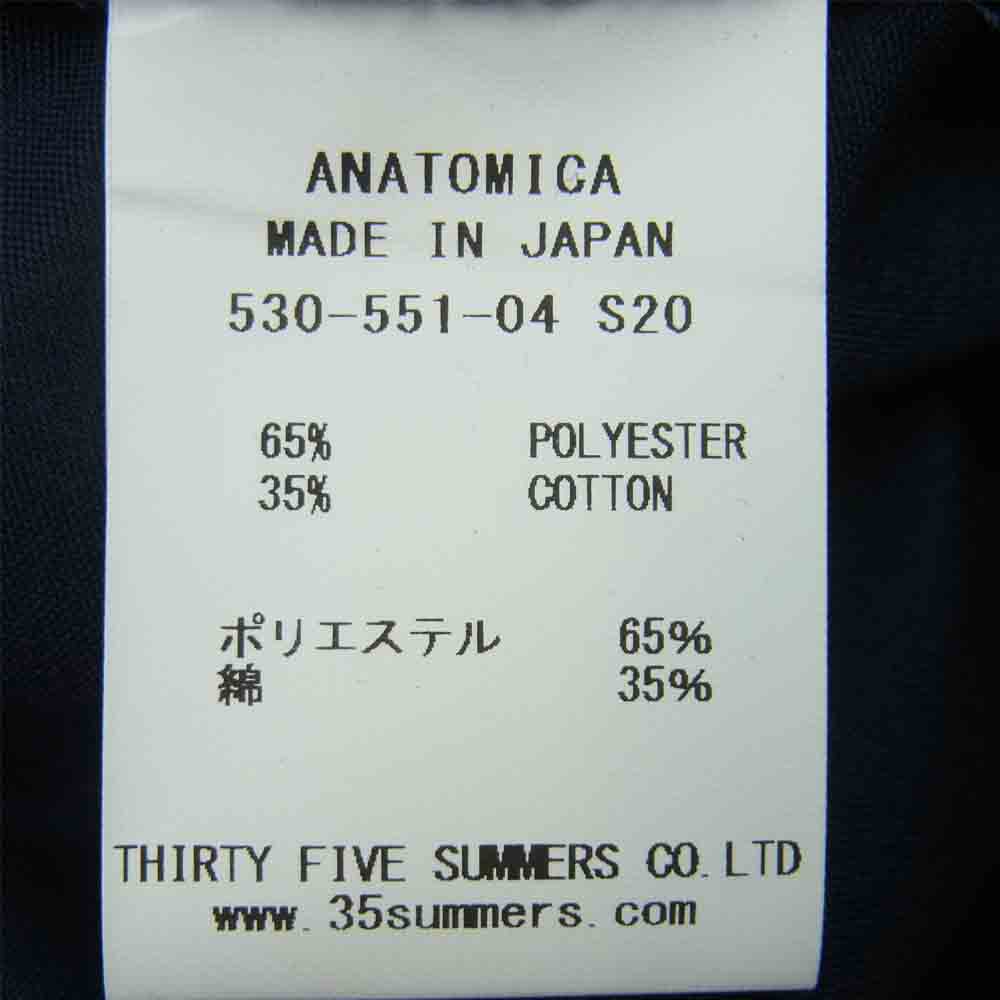 ANATOMICA
MADE IN JAPAN
530-551-04 S20
65% POLYESTER
35% COTTON
ポリエステル 65%
綿 35%
THIRTY FIVE SUMMERS CO.LTD
www.35summers.com